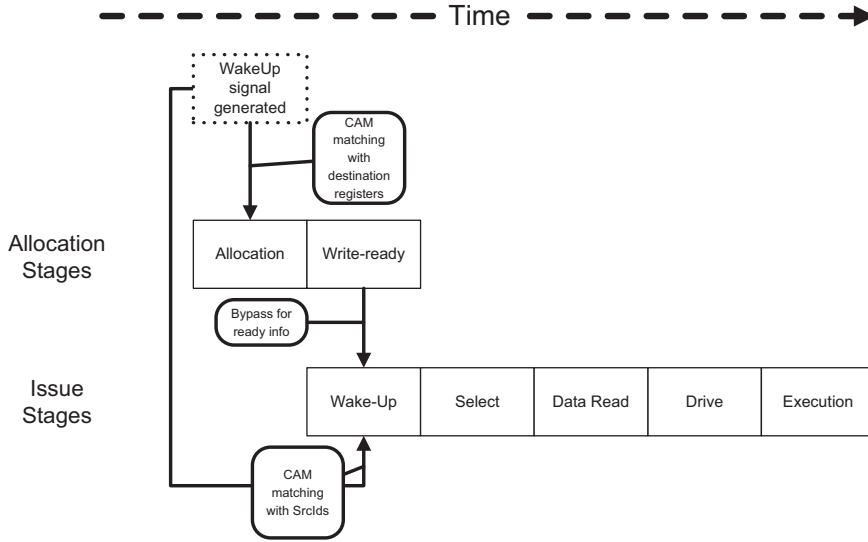 Time
WakeUp
signal
generated
CAM
matching
with
destination
registers
Allocation
Stages
Allocation
Write-ready
Bypass for
ready info
Issue
Stages
Wake-Up
Select
Data Read
Drive
Execution
CAM
matching
with SrcIds